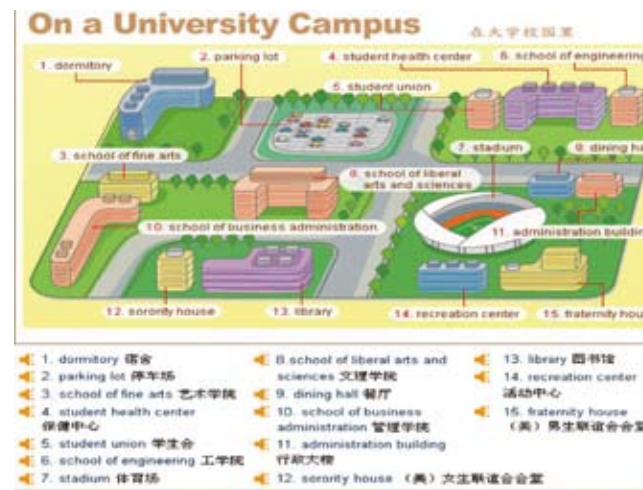 On a University Campus
在大学校园里
1. dormitory
2. parking lot
4. student health center
6. school of engineering
5. student union
3. school of fine arts
7. stadium
9. dining ha
8. school of liberal
arts and sciences
10. school of business administration
11. administration building
12. sorority house
13. library
14. recreation center
15. fraternity hou
1. dormitory 宿舍
2. parking lot 停车场
3. school of fine arts 艺术学院
4. student health center
保健中心
5. student union 学生会
6. school of engineering 工学院
7. stadium 体育场
8.school of liberal arts and
sciences 文理学院
9. dining hall 餐厅
10. school of business
administration 管理学院
11. administration building
行政大楼
12. sorority house （美）女生联谊会会堂
13. library 图书馆
14. recreation center
活动中心
15. fraternity house
（美）男生联谊会会堂